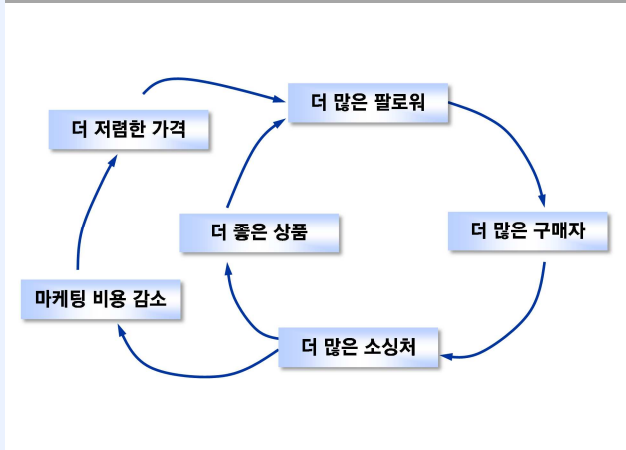 더 많은 팔로워
더 저렴한 가격
더 좋은 상품
더 많은 구매자
마케팅 비용 감소
더 많은 소싱처